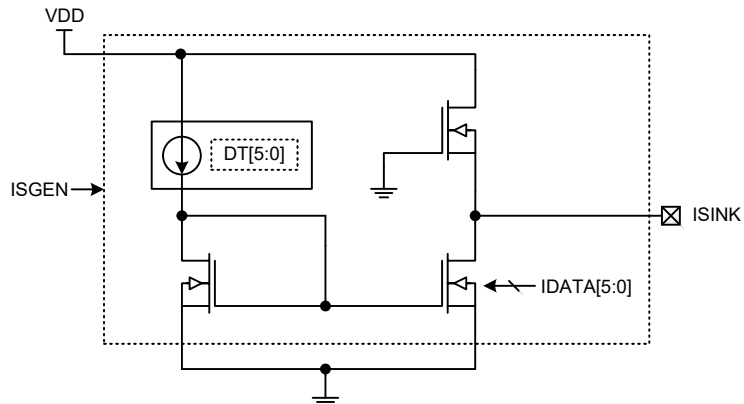 VDD
DT[5:0]
ISGEN
ISINK
IDATA[5:0]